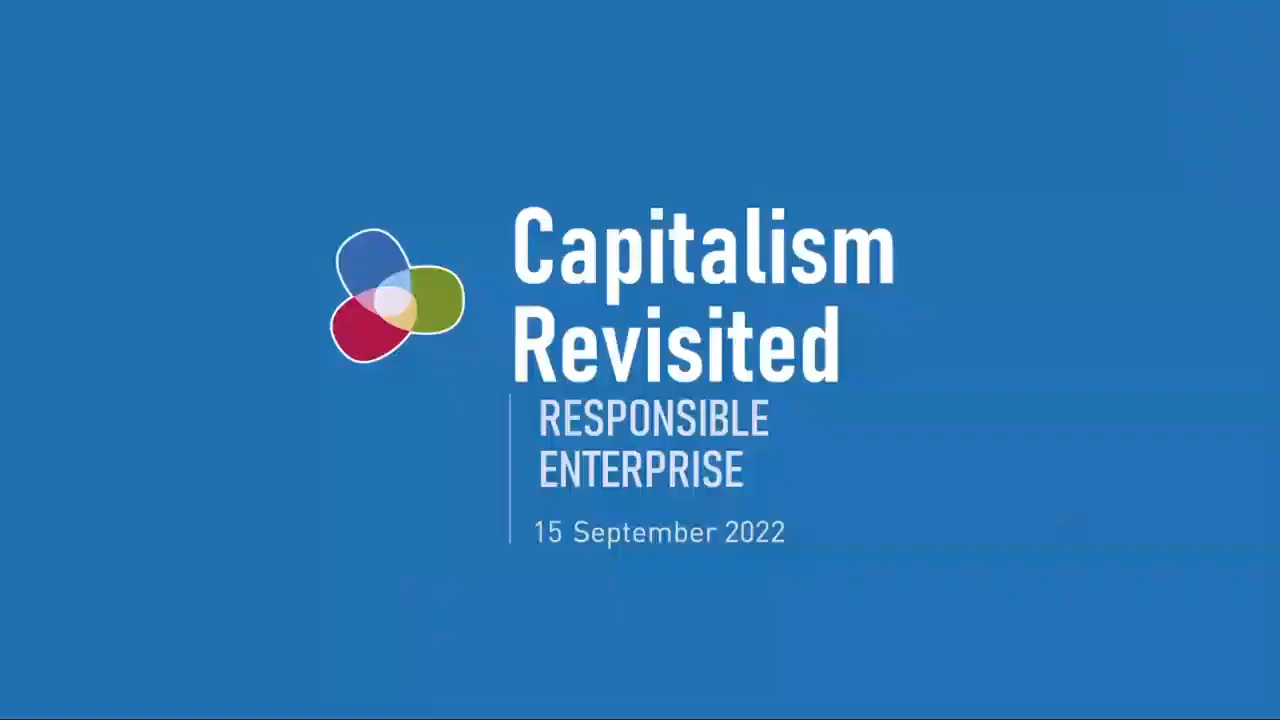 Capitalism
Revisited
RESPONSIBLE
ENTERPRISE
15 September 2022